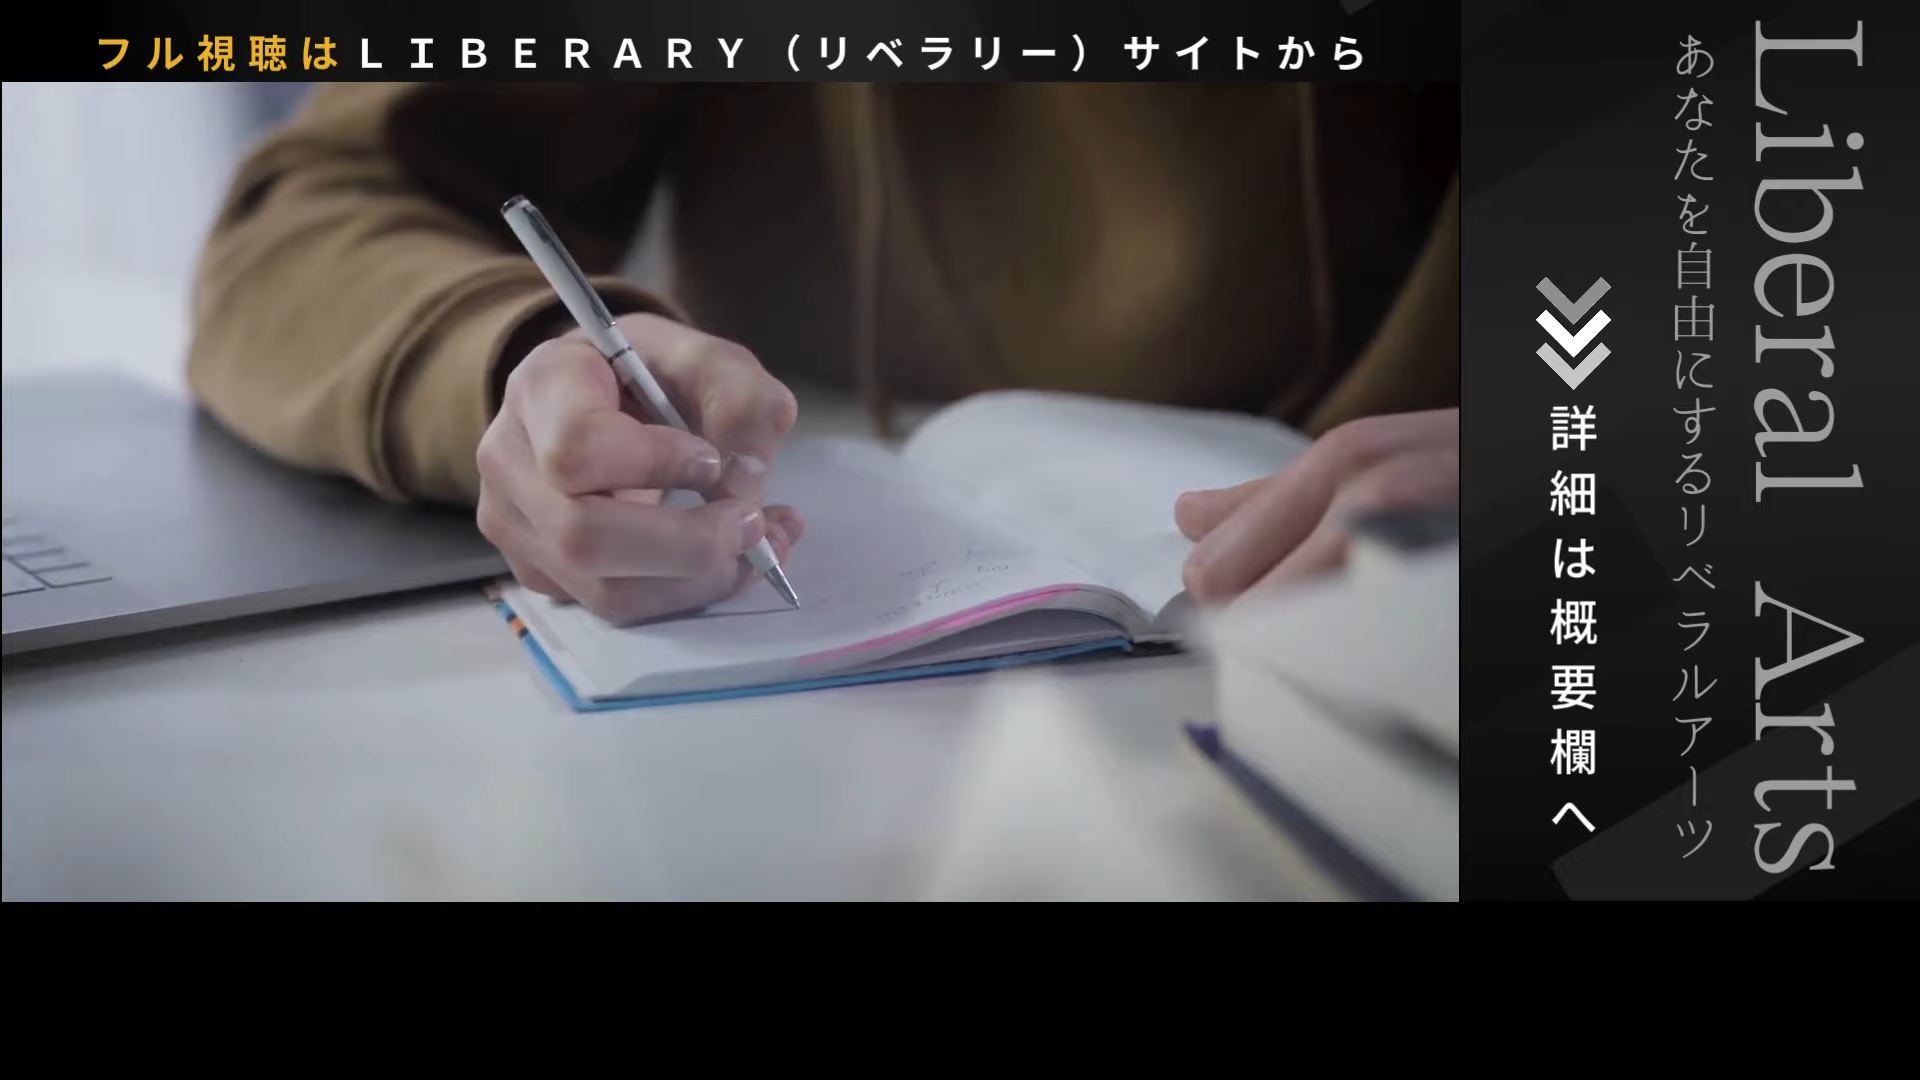 フル視聴はＬＩＢＥＲＡＲＹ（リベラリー）サイトから
Liberal Arts
あなたを自由にするリベラルアーツ
詳細は概要欄へ